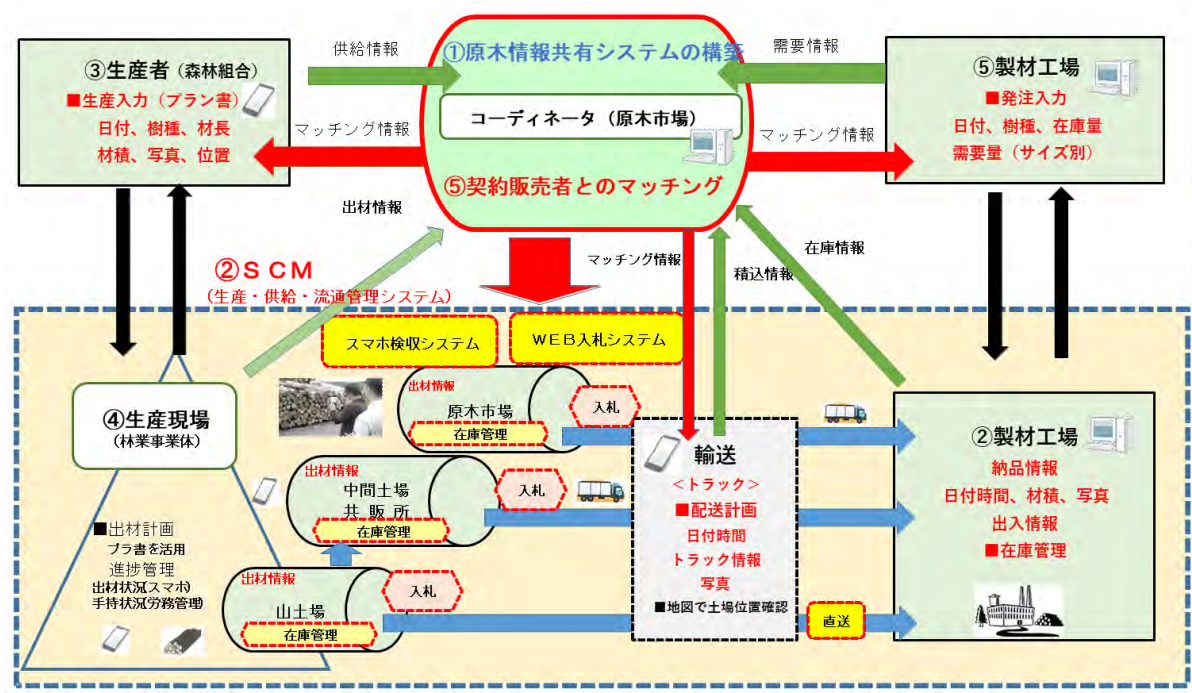 供給情報
①原木情報共有システムの構築
需要情報
③生産者（森林組合）
■生産入力（プラン書）
日付、樹種、材長
材積、写真、位置
マッチング情報
コーディネータ（原木市場）
⑤契約販売者とのマッチング
マッチング情報
⑤製材工場
■発注入力
日付、樹種、在庫量
需要量（サイズ別）
出材情報
②ＳＣＭ
（生産・供給・流通管理システム）
マッチング情報
積込情報
在庫情報
スマホ検収システム
ＷＥＢ入札システム
④生産現場
（林業事業体）
■出材計画
プラ書を活用
進捗管理
出材状況（スマホ）
手持状況（労務管理）
出材情報
原木市場
在庫管理
入札
出材情報
中間土場
共販所
在庫管理
入札
出材情報
山土場
在庫管理
入札
輸送
＜トラック＞
■配送計画
日付時間
トラック情報
写真
■地図で土場位置確認
直送
②製材工場
納品情報
日付時間、材積、写真
出入情報
■在庫管理